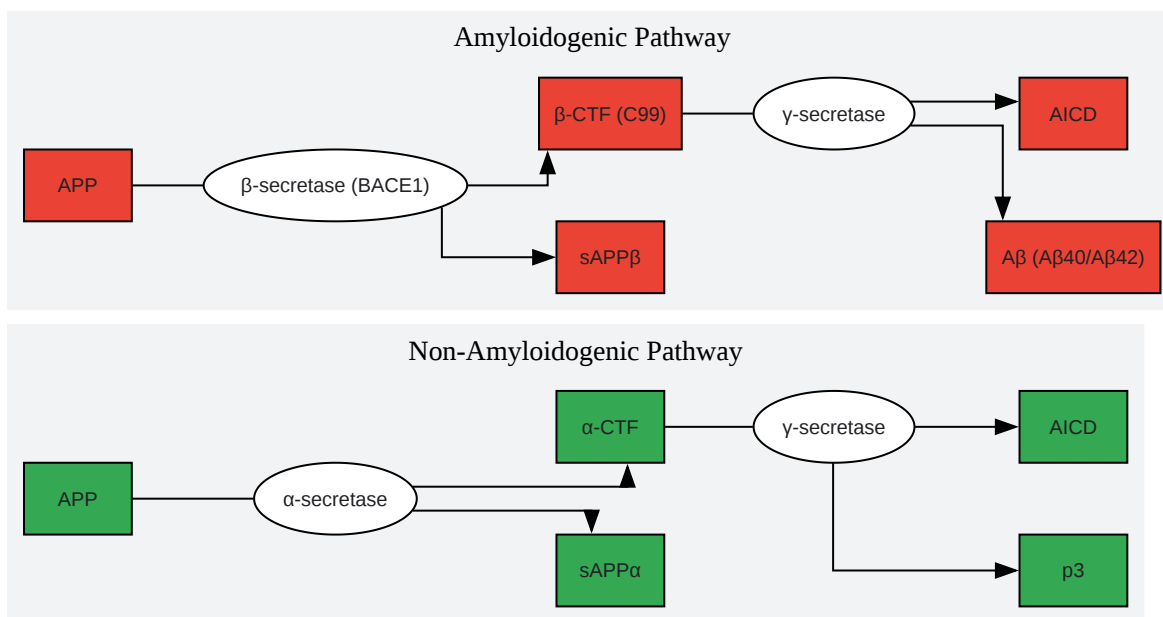 Amyloidogenic Pathway
β-CTF (C99)
γ-secretase
AICD
APP
β-secretase (BACE1)
sAPPβ
Aβ (Aβ40/Aβ42)
Non-Amyloidogenic Pathway
α-CTF
γ-secretase
AICD
APP
α-secretase
sAPPα
p3